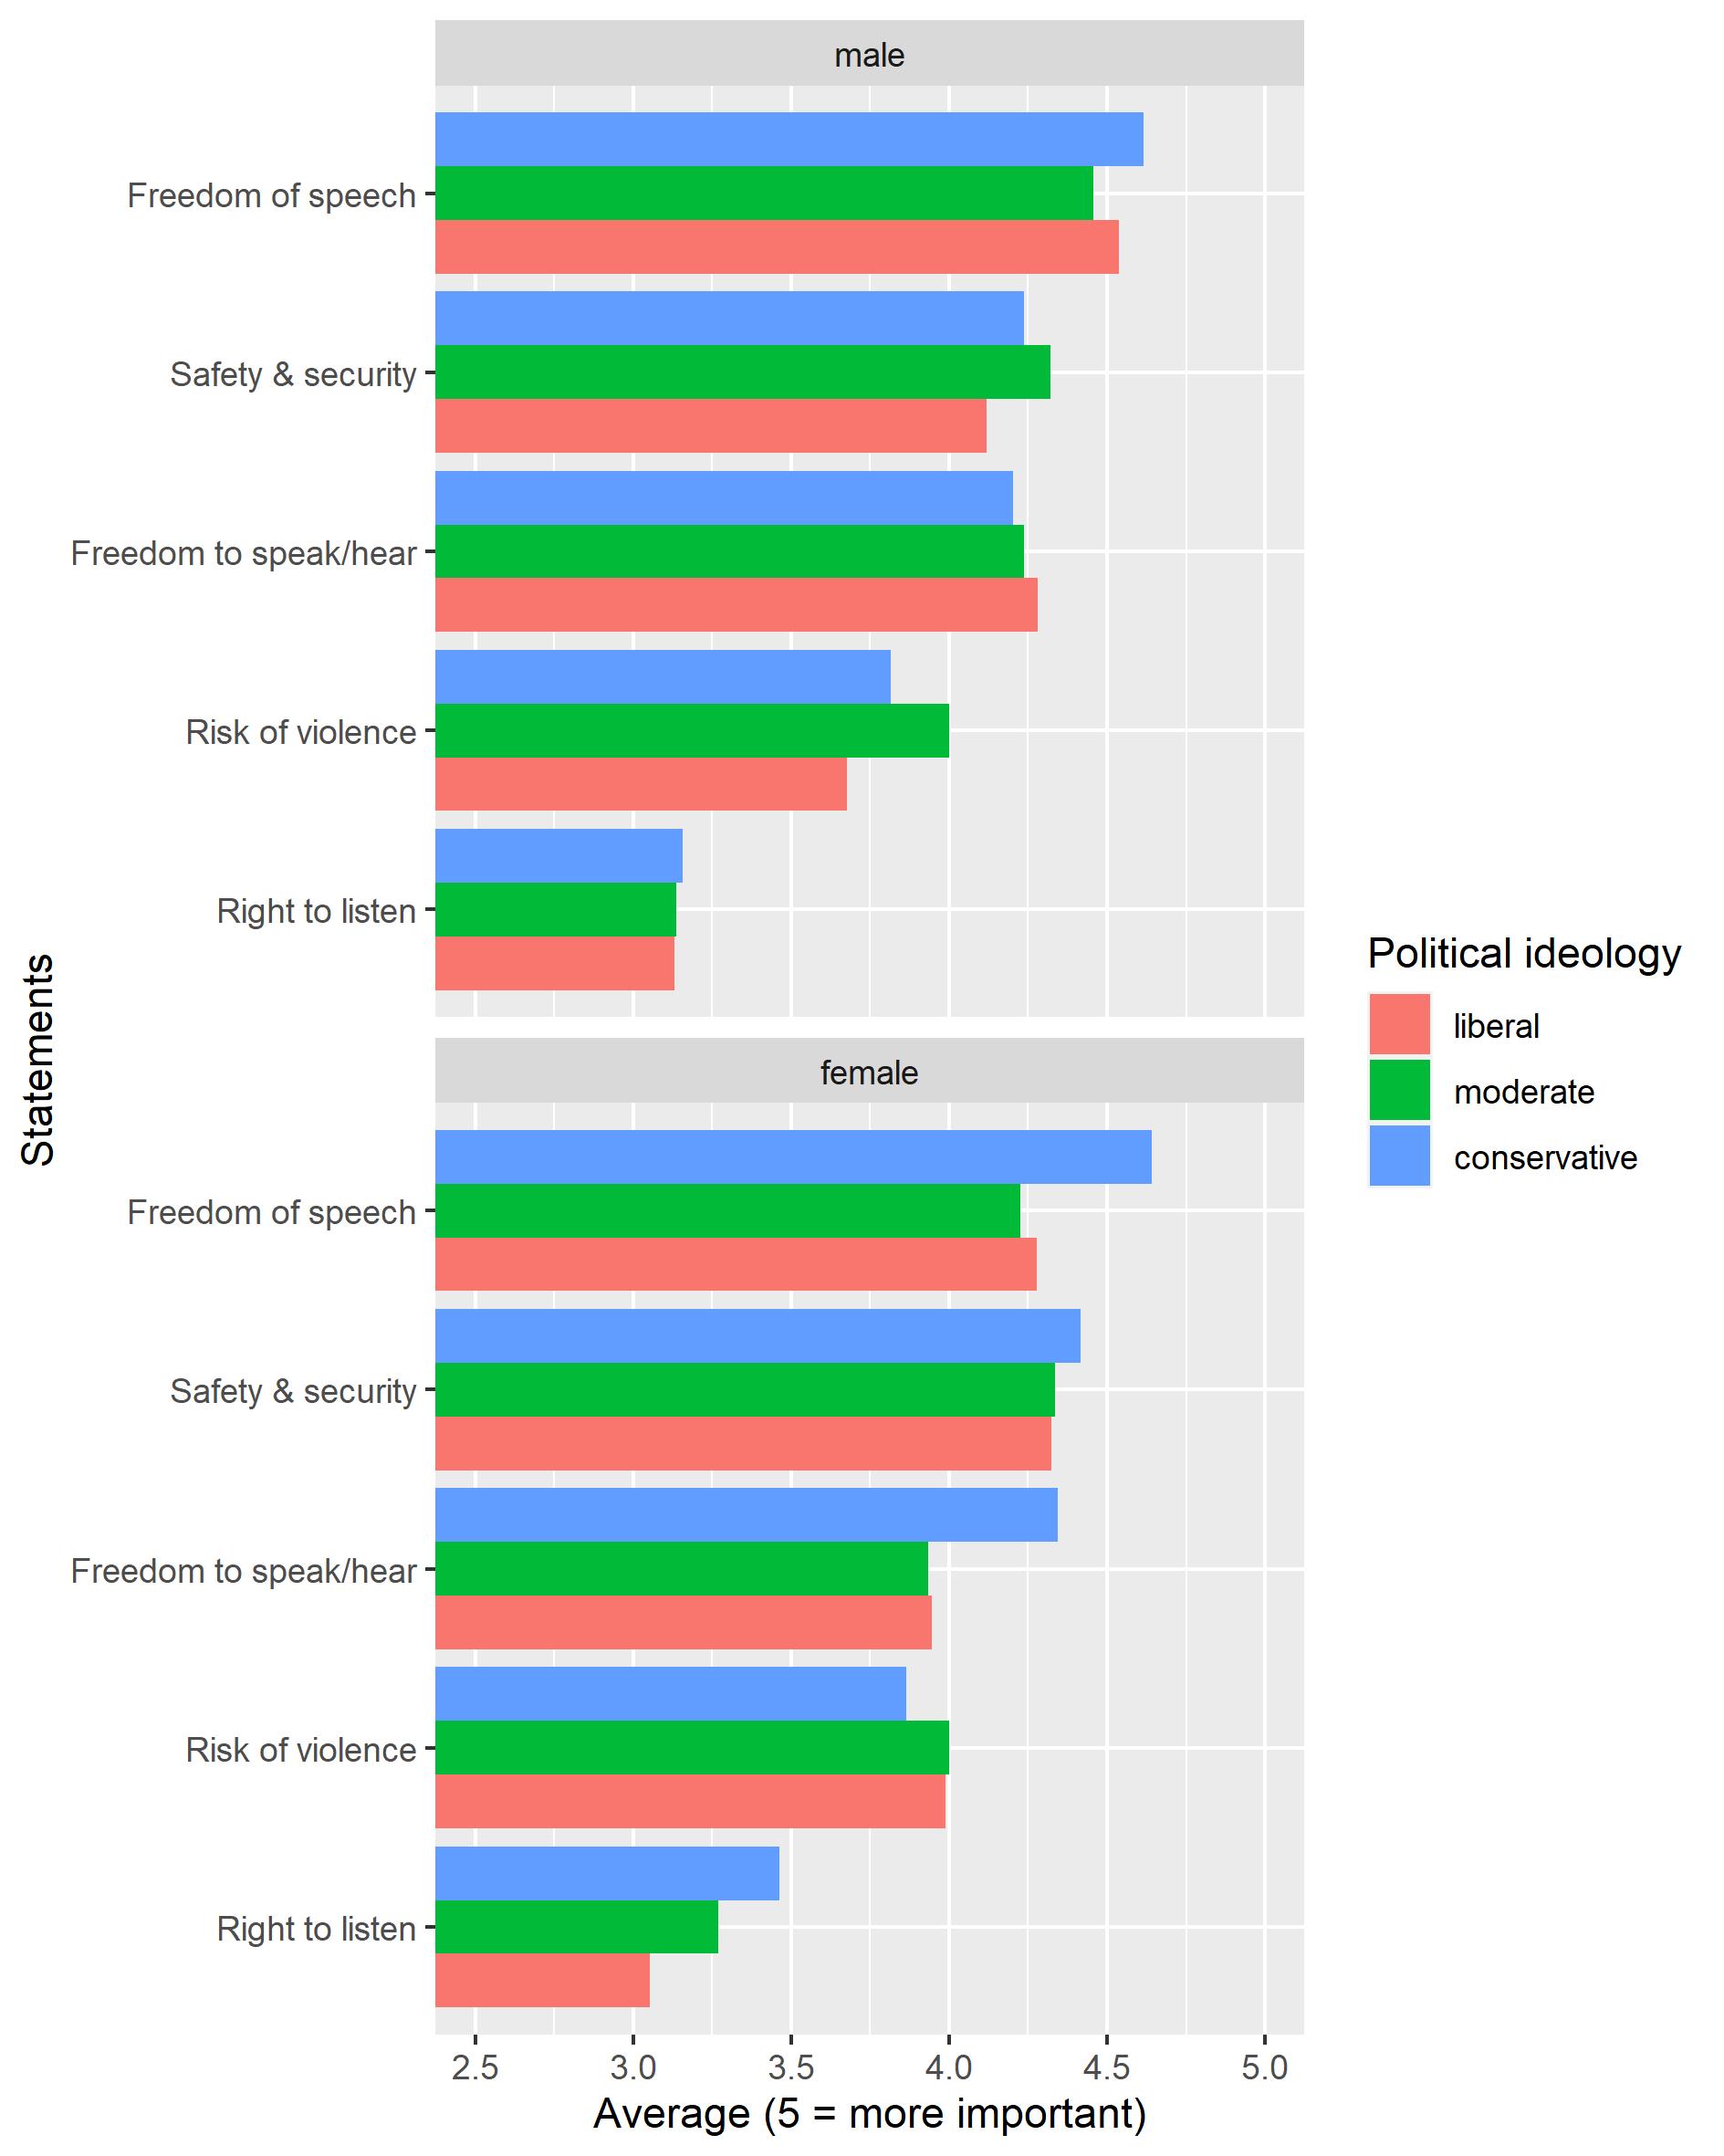 male
Freedom of speech
Safety & security
Freedom to speak/hear
Risk of violence
Right to listen
Statements
female
Freedom of speech
Safety & security
Freedom to speak/hear
Risk of violence
Right to listen
2.5 3.0 3.5 4.0 4.5 5.0
Average (5 = more important)
Political ideology
liberal
moderate
conservative